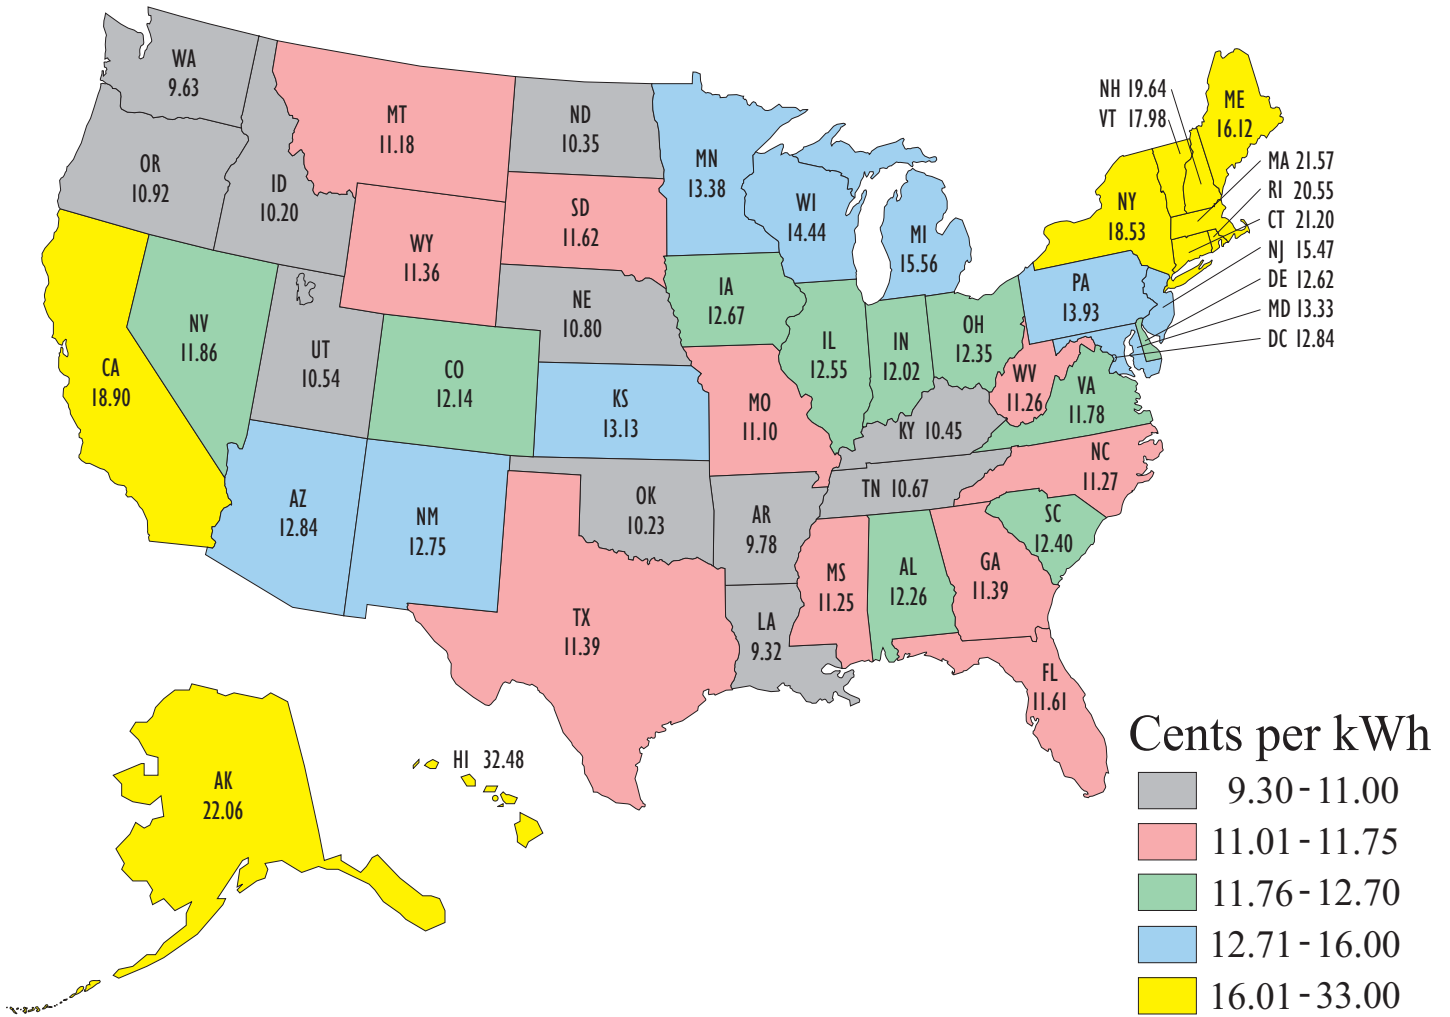 WA
9.63
MT
11.18
ND
10.35
MN
13.38
OR
10.92
ID
10.20
WY
11.36
SD
11.62
WI
14.44
MI
15.56
NY
18.53
NH 19.64
VT 17.98
ME
16.12
MA 21.57
RI 20.55
CT 21.20
NJ 15.47
DE 12.62
MD 13.33
DC 12.84
NV
11.86
UT
10.54
CO
12.14
NE
10.80
IA
12.67
IL
12.55
IN
12.02
OH
12.35
PA
13.93
CA
18.90
KS
13.13
MO
11.10
KY 10.45
WV
11.26
VA
11.78
AZ
12.84
NM
12.75
OK
10.23
AR
9.78
TN 10.67
NC
11.27
SC
12.40
TX
11.39
LA
9.32
MS
11.25
AL
12.26
GA
11.39
FL
11.61
AK
22.06
HI 32.48
Cents per kWh
9.30-11.00
11.01-11.75
11.76-12.70
12.71-16.00
16.01-33.00